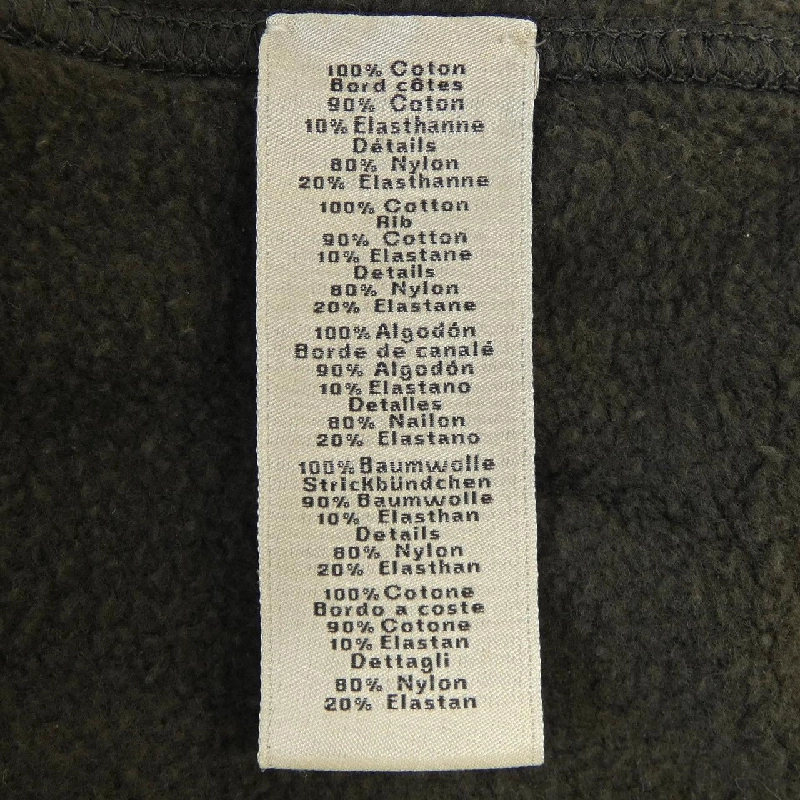 100% Coton
Bord côtes
90% Coton
10% Elasthanne
Détails
80% Nylon
20% Elasthanne
100% Cotton
Rib
90% Cotton
10% Elastane
Details
80% Nylon
20% Elastane
100% Algodón
Borde de canalé
90% Algodón
10% Elastano
Detalles
80% Nailon
20% Elastano
100% Baumwolle
Strickbündchen
90% Baumwolle
10% Elasthan
Details
80% Nylon
20% Elasthan
100% Cotone
Bordo a coste
90% Cotone
10% Elastan
Dettagli
80% Nylon
20% Elastan